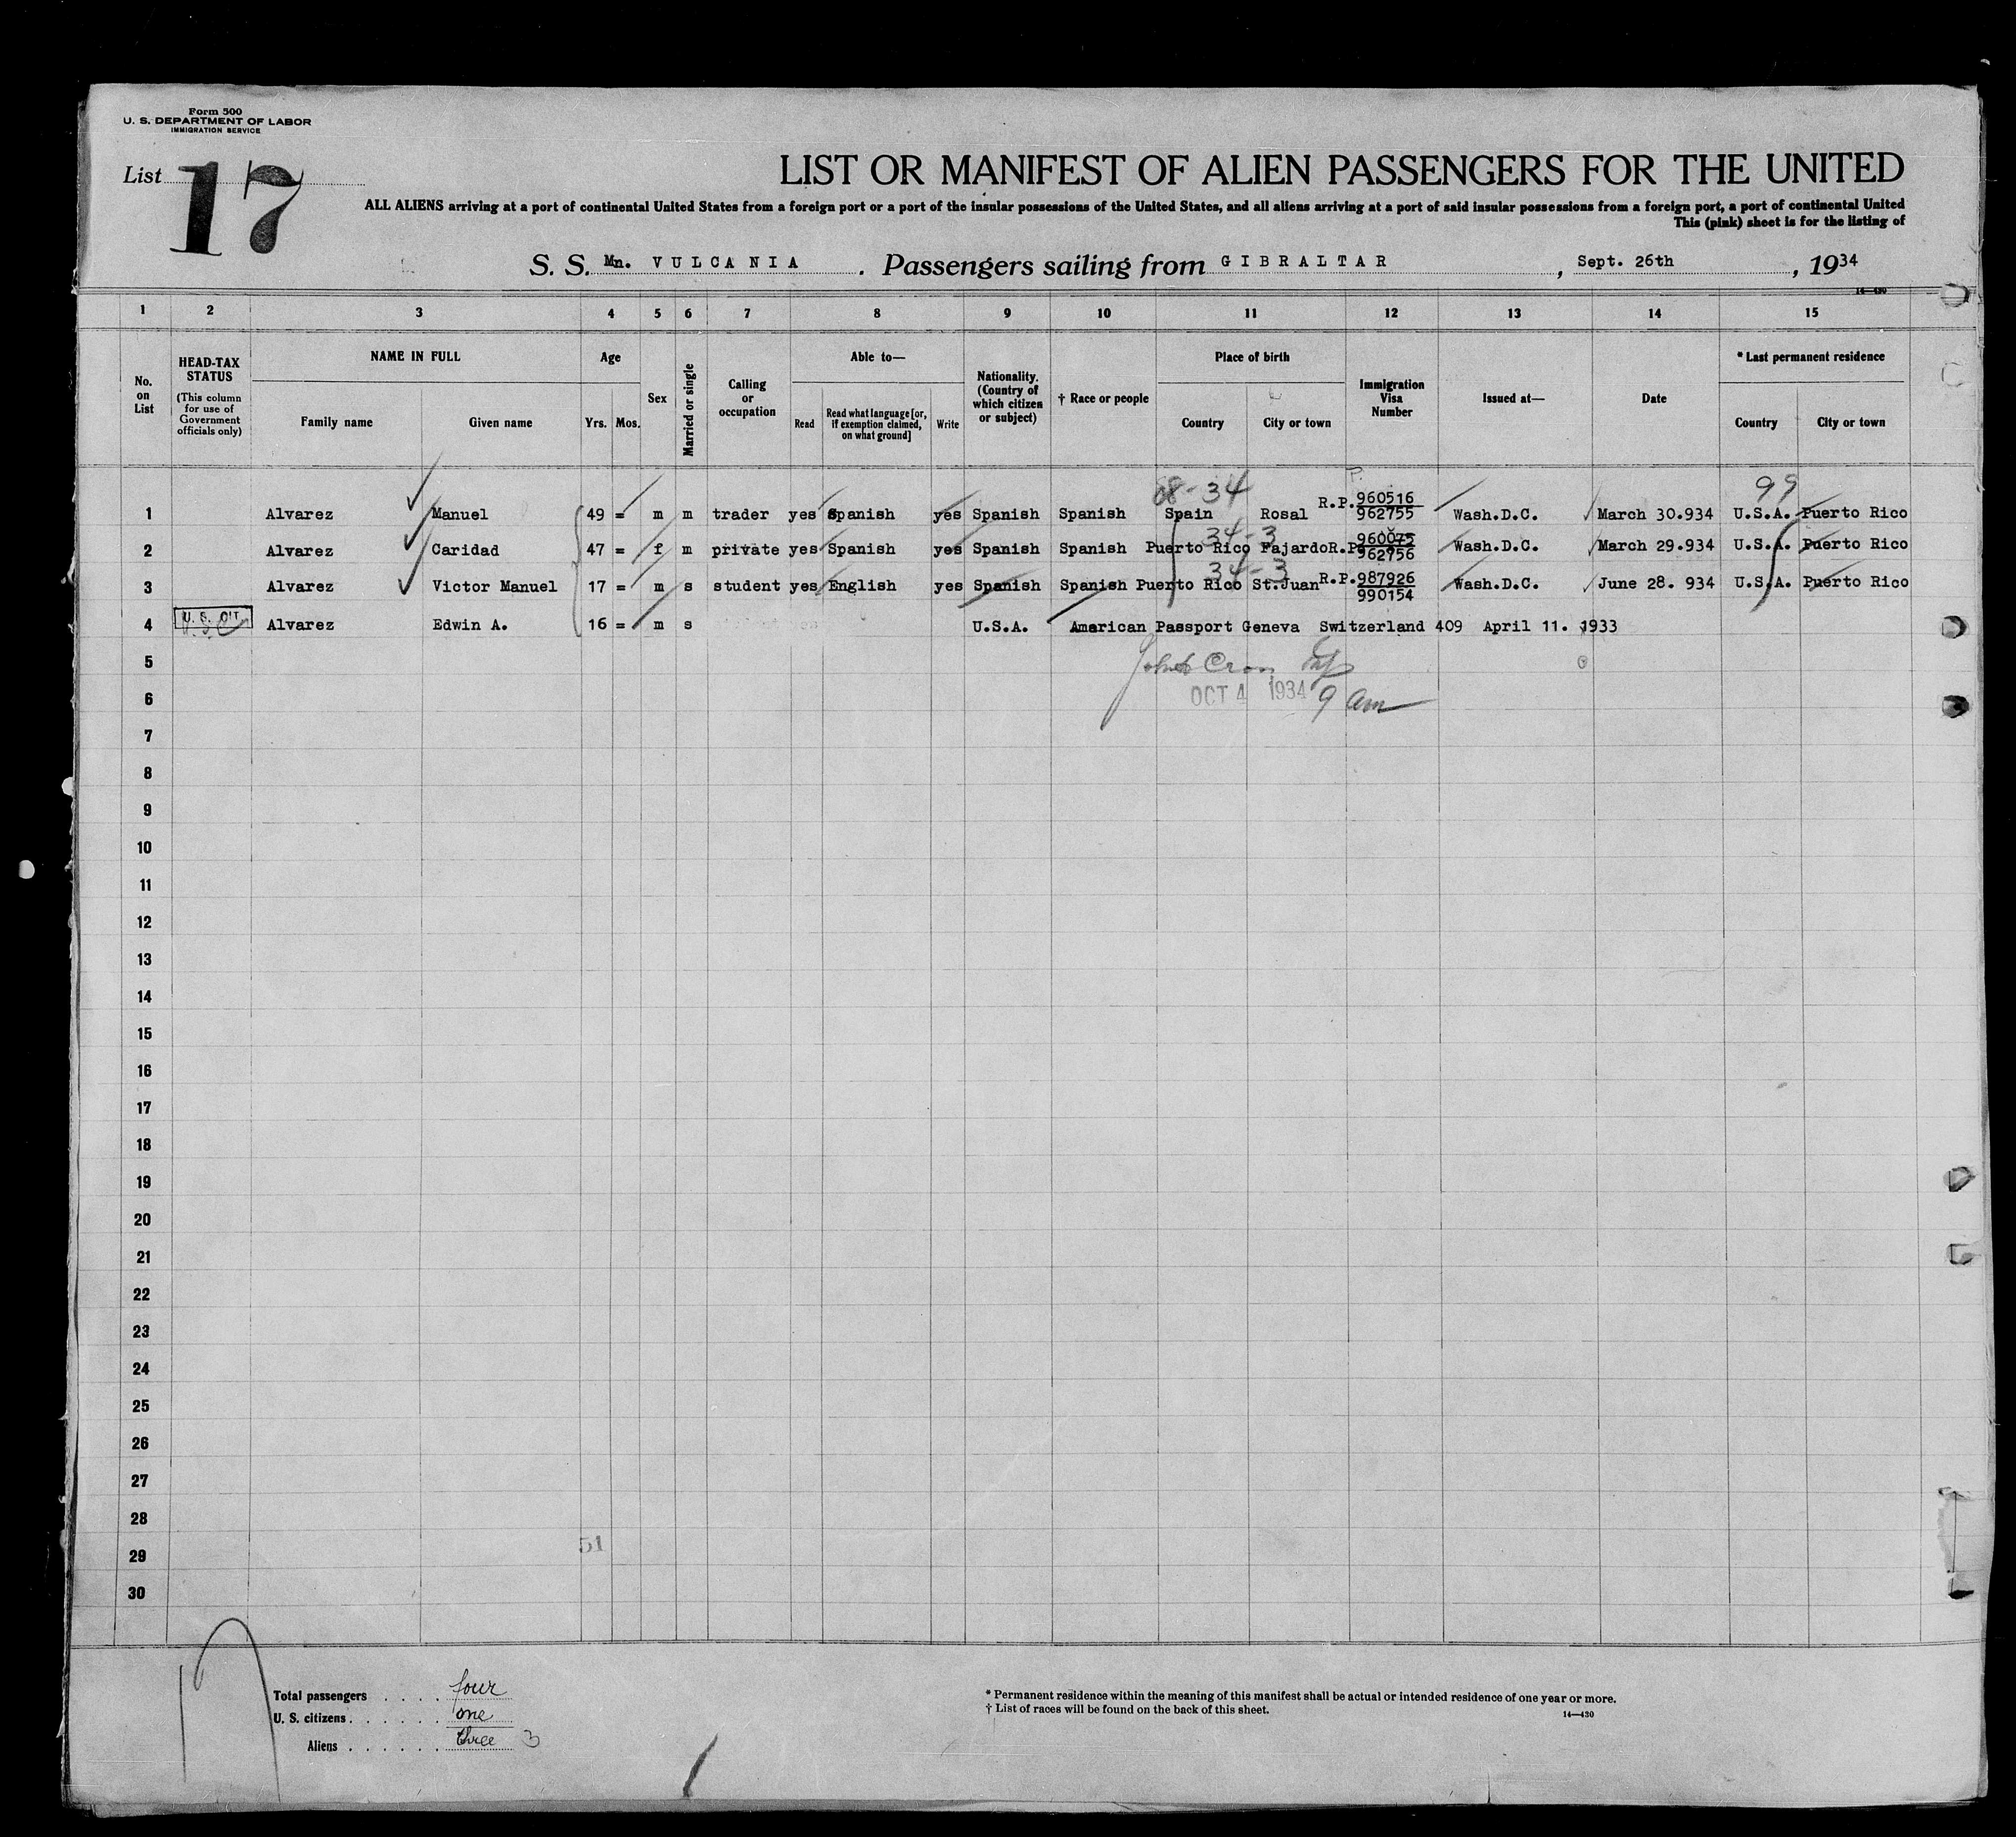 Form 500
U. S. DEPARTMENT OF LABOR
IMMIGRATION SERVICE
List 17
LIST OR MANIFEST OF ALIEN PASSENGERS FOR THE UNITED
ALL ALIENS arriving at a port of continental United States from a foreign port or a port of the insular possessions of the United States, and all aliens arriving at a port of said insular possessions from a foreign port, a port of continental United
This (pink) sheet is for the listing of
S. S. Mn. VULCANIA . Passengers sailing from GIBRALTAR , Sept. 26th , 1934
14—430
1 2 3 4 5 6 7 8 9 10 11 12 13 14 15
No. on List
HEAD-TAX STATUS
(This column for use of Government officials only)
NAME IN FULL
Family name
Given name
Age
Yrs. Mos.
Sex
Married or single
Calling or occupation
Able to—
Read
Read what language [or, if exemption claimed, on what ground]
Write
Nationality. (Country of which citizen or subject)
† Race or people
Place of birth
Country
City or town
Immigration Visa Number
Issued at—
Date
* Last permanent residence
Country
City or town
68-34 99
1 Alvarez Manuel 49 = m m trader yes Spanish yes Spanish Spanish Spain Rosal R.P. 960516 962755 Wash.D.C. March 30.934 U.S.A. Puerto Rico
34-3
2 Alvarez Caridad 47 = f m private yes Spanish yes Spanish Spanish Puerto Rico Fajardo R.P. 960075 962756 Wash.D.C. March 29.934 U.S.A. Puerto Rico
34-3
3 Alvarez Victor Manuel 17 = m s student yes English yes Spanish Spanish Puerto Rico St.Juan R.P. 987926 990154 Wash.D.C. June 28. 934 U.S.A. Puerto Rico
U. S. CIT.
4 Alvarez Edwin A. 16 = m s U.S.A. American Passport Geneva Switzerland 409 April 11. 1933
5
6 OCT 4 1934 9 am
7
8
9
10
11
12
13
14
15
16
17
18
19
20
21
22
23
24
25
26
27
28
51
29
30
Total passengers . . . . four
U. S. citizens . . . . . . one
Aliens . . . . . . three 3
* Permanent residence within the meaning of this manifest shall be actual or intended residence of one year or more.
† List of races will be found on the back of this sheet.
14—430